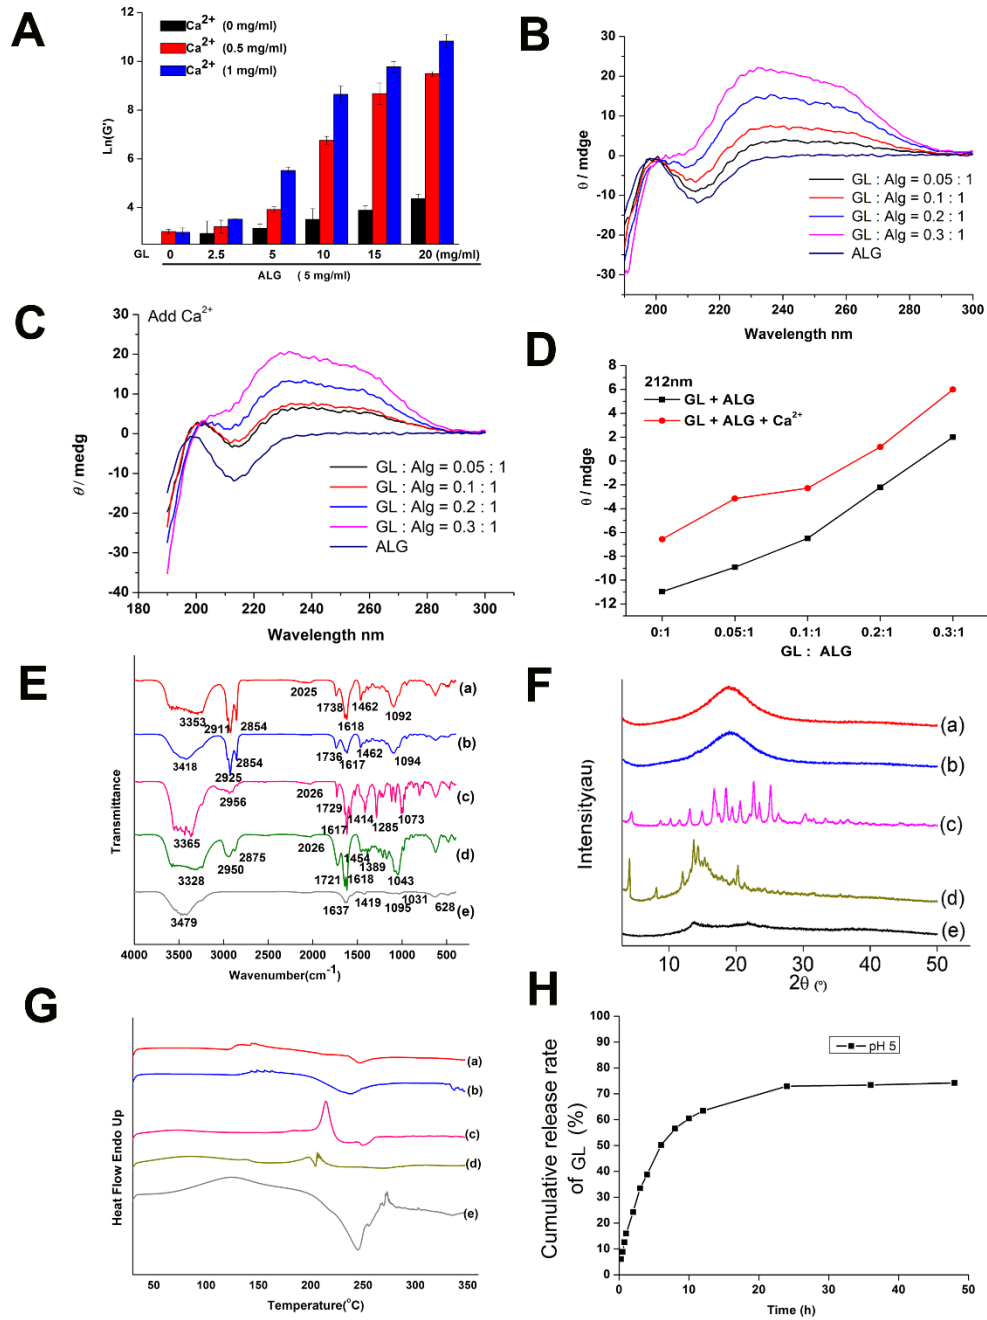 A
Ca2+ (0 mg/ml)
Ca2+ (0.5 mg/ml)
Ca2+ (1 mg/ml)
12
10
8
6
4
Ln(G')
GL 0 2.5 5 10 15 20 (mg/ml)
ALG ( 5 mg/ml)
B
30
20
10
0
-10
-20
-30
θ / mdge
GL : Alg = 0.05 : 1
GL : Alg = 0.1 : 1
GL : Alg = 0.2 : 1
GL : Alg = 0.3 : 1
ALG
200 220 240 260 280 300
Wavelength nm
C
Add Ca2+
30
20
10
0
-10
-20
-30
-40
θ / medg
GL : Alg = 0.05 : 1
GL : Alg = 0.1 : 1
GL : Alg = 0.2 : 1
GL : Alg = 0.3 : 1
ALG
180 200 220 240 260 280 300
Wavelength nm
D
212nm
GL + ALG
GL + ALG + Ca2+
8
6
4
2
0
-2
-4
-6
-8
-10
-12
θ / mdge
0:1 0.05:1 0.1:1 0.2:1 0.3:1
GL : ALG
E
Transmittance
(a)
3353 2911 2854 2025 1738 1618 1462 1092
(b)
3418 2925 2854 1736 1617 1462 1094
(c)
3365 2956 2026 1729 1617 1414 1285 1073
(d)
3328 2950 2875 2026 1721 1618 1454 1389 1043
(e)
3479 1637 1419 1095 1031 628
4000 3500 3000 2500 2000 1500 1000 500
Wavenumber(cm-1)
F
Intensity(au)
(a)
(b)
(c)
(d)
(e)
10 20 30 40 50
2θ (°)
G
Heat Flow Endo Up
(a)
(b)
(c)
(d)
(e)
50 100 150 200 250 300 350
Temperature(oC)
H
Cumulative release rate
of GL (%)
100
90
80
70
60
50
40
30
20
10
0
pH 5
0 10 20 30 40 50
Time (h)